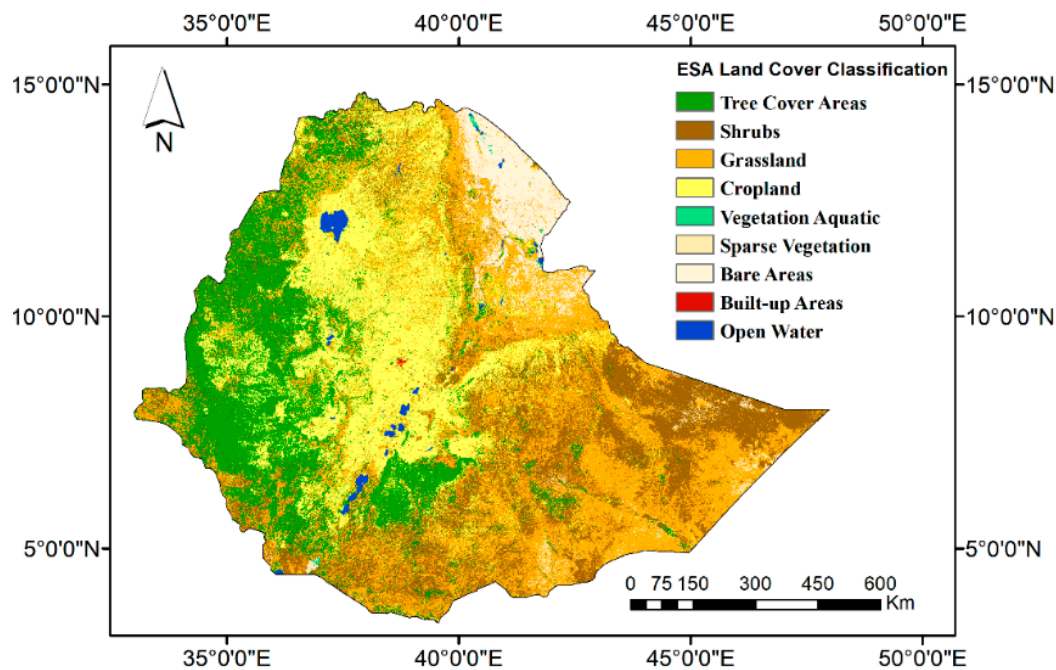 35°0'0"E 40°0'0"E 45°0'0"E 50°0'0"E
15°0'0"N
15°0'0"N
N
ESA Land Cover Classification
Tree Cover Areas
Shrubs
Grassland
Cropland
Vegetation Aquatic
Sparse Vegetation
Bare Areas
Built-up Areas
Open Water
10°0'0"N
10°0'0"N
5°0'0"N
5°0'0"N
0 75 150 300 450 600
Km
35°0'0"E 40°0'0"E 45°0'0"E 50°0'0"E